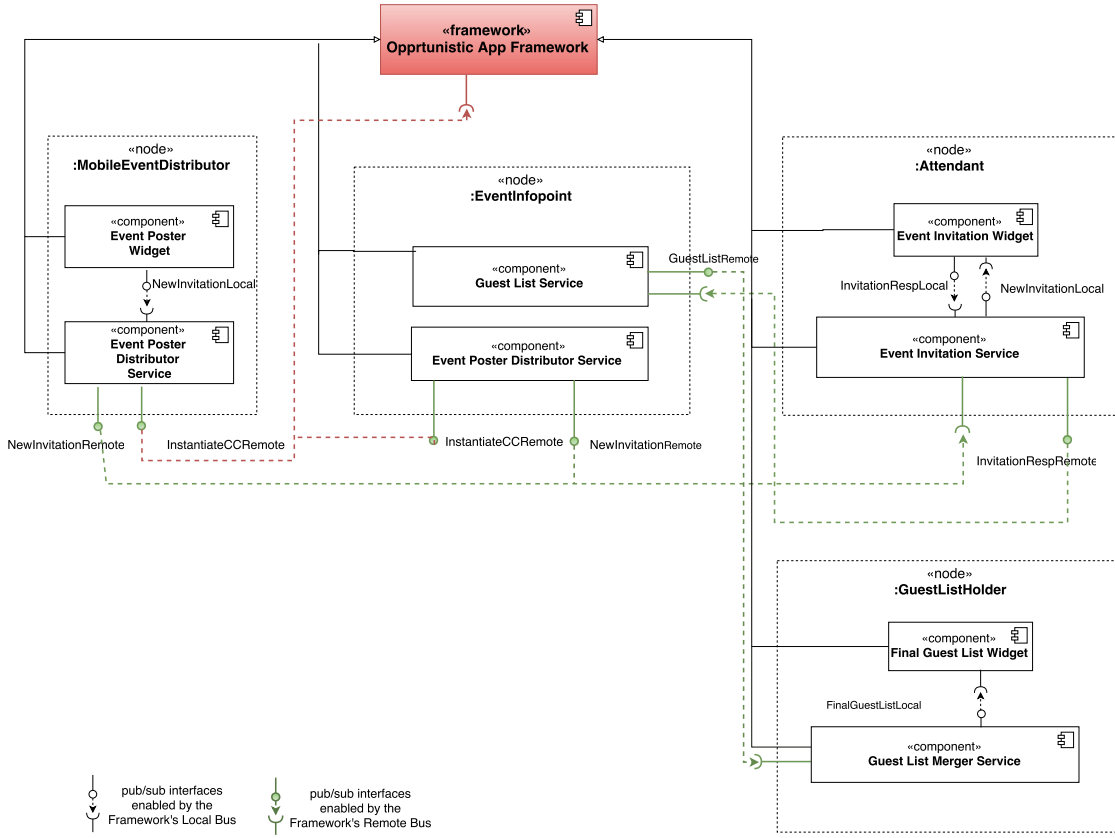 «framework»
Opprtunistic App Framework
«node»
:MobileEventDistributor
«component»
Event Poster
Widget
NewInvitationLocal
«component»
Event Poster
Distributor
Service
NewInvitationRemote
InstantiateCCRemote
«node»
:EventInfopoint
«component»
Guest List Service
GuestListRemote
«component»
Event Poster Distributor Service
InstantiateCCRemote
NewInvitationRemote
«node»
:Attendant
«component»
Event Invitation Widget
InvitationRespLocal
NewInvitationLocal
«component»
Event Invitation Service
InvitationRespRemote
«node»
:GuestListHolder
«component»
Final Guest List Widget
FinalGuestListLocal
«component»
Guest List Merger Service
pub/sub interfaces
enabled by the
Framework's Local Bus
pub/sub interfaces
enabled by the
Framework's Remote Bus